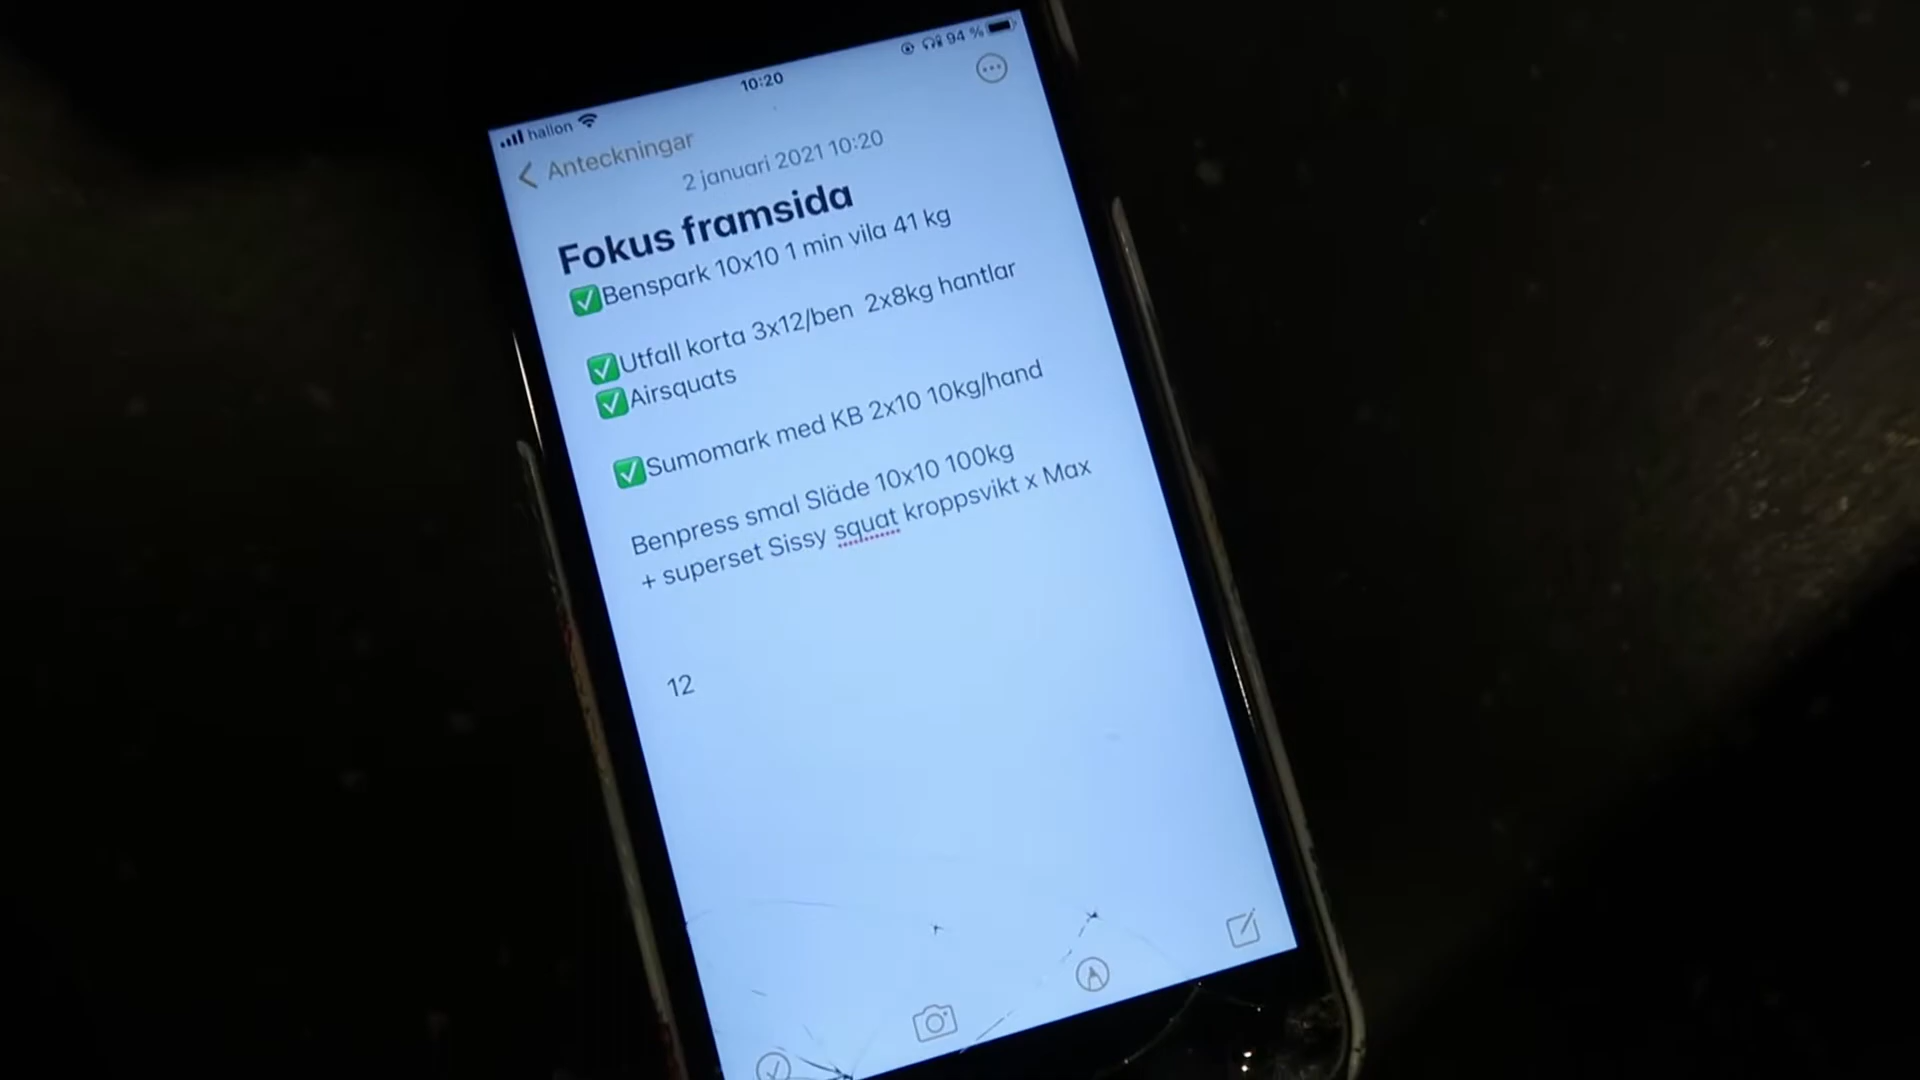 hallon
10:20
94 %
Anteckningar
2 januari 2021 10:20
Fokus framsida
✅Benspark 10x10 1 min vila 41 kg
✅Utfall korta 3x12/ben 2x8kg hantlar
✅Airsquats
✅Sumomark med KB 2x10 10kg/hand
Benpress smal Släde 10x10 100kg
+ superset Sissy squat kroppsvikt x Max
12